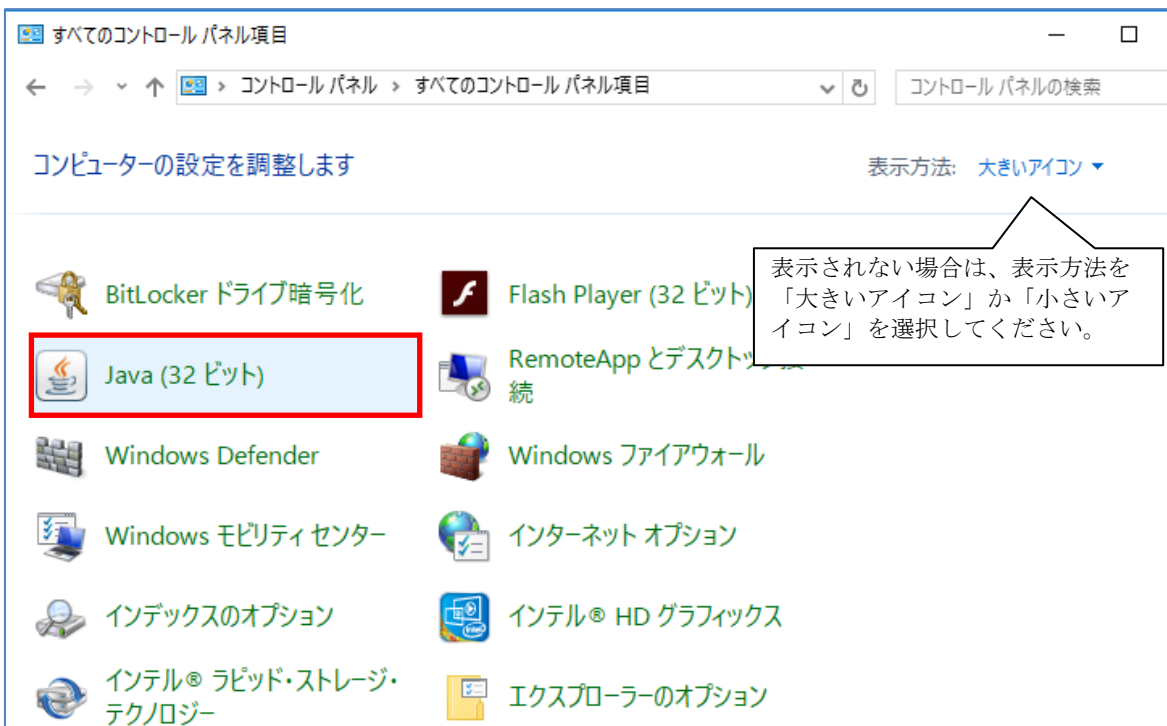 すべてのコントロール パネル項目
コントロール パネル > すべてのコントロール パネル項目
コントロール パネルの検索
コンピューターの設定を調整します
表示方法: 大きいアイコン
表示されない場合は、表示方法を
「大きいアイコン」か「小さいア
イコン」を選択してください。
BitLocker ドライブ暗号化
Flash Player (32 ビット)
Java (32 ビット)
RemoteApp とデスクトップ接
続
Windows Defender
Windows ファイアウォール
Windows モビリティ センター
インターネット オプション
インデックスのオプション
インテル® HD グラフィックス
インテル® ラピッド・ストレージ・
テクノロジー
エクスプローラーのオプション